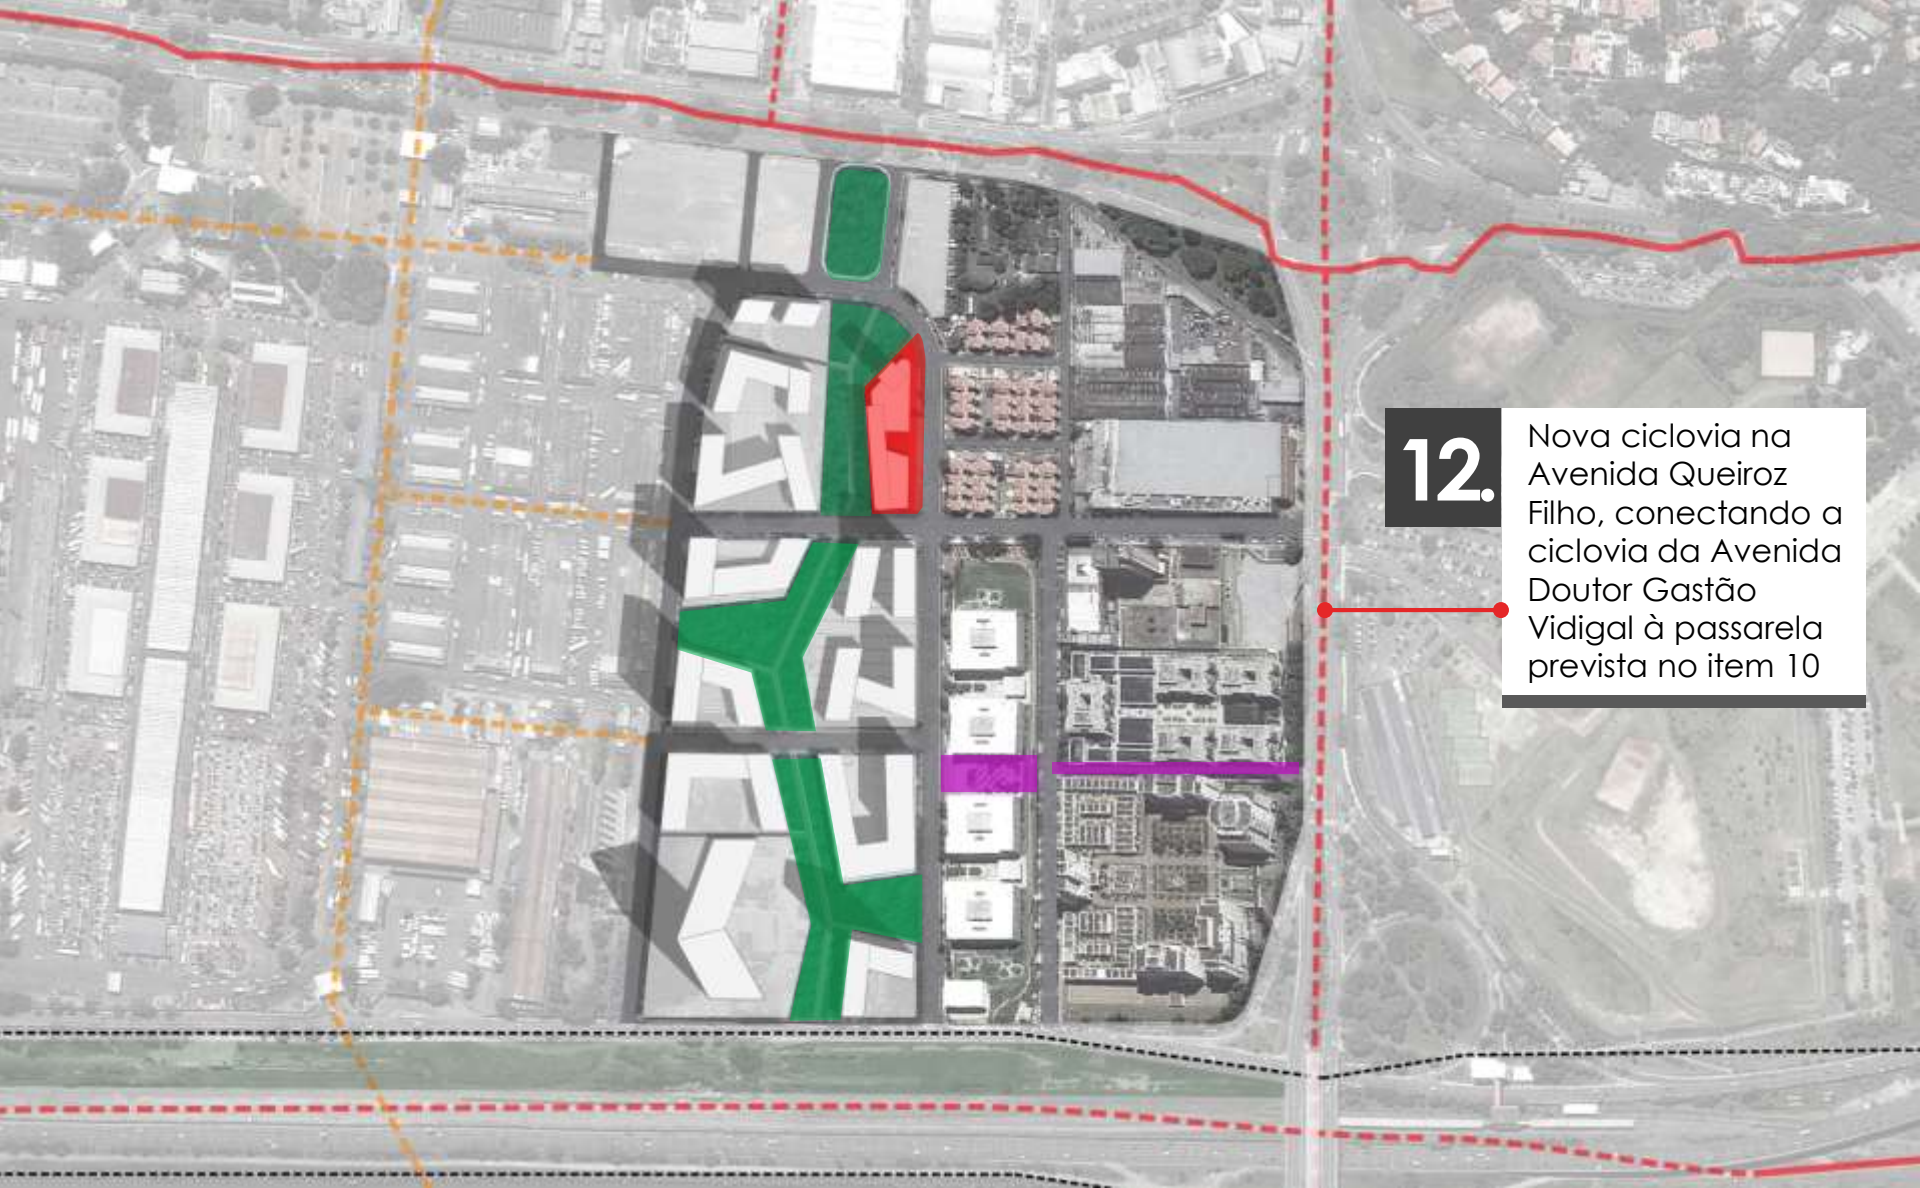 12.
Nova ciclovia na
Avenida Queiroz
Filho, conectando a
ciclovia da Avenida
Doutor Gastão
Vidigal à passarela
prevista no item 10